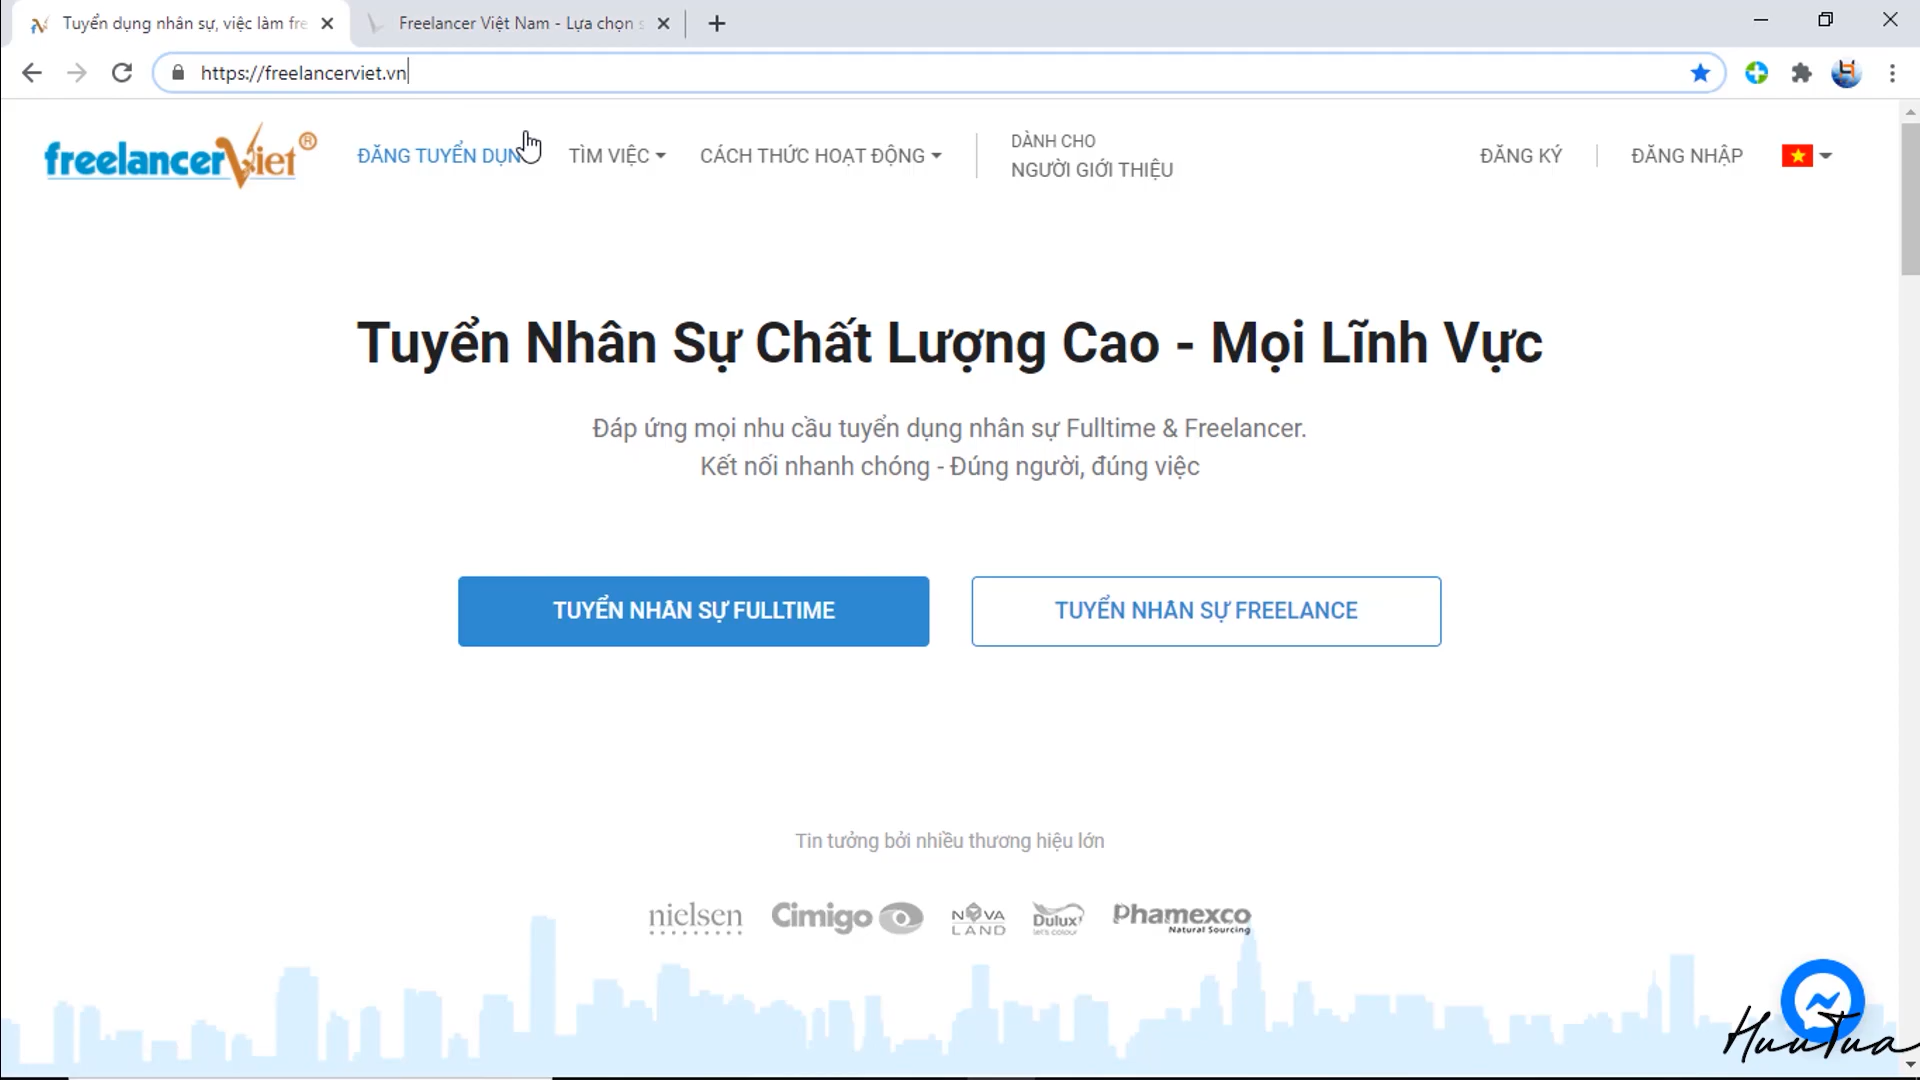 Tuyển dụng nhân sự, việc làm fre
Freelancer Việt Nam - Lựa chọn s
https://freelancerviet.vn
freelancerViet®
ĐĂNG TUYỂN DỤN
TÌM VIỆC
CÁCH THỨC HOẠT ĐỘNG
DÀNH CHO
NGƯỜI GIỚI THIỆU
ĐĂNG KÝ
ĐĂNG NHẬP
Tuyển Nhân Sự Chất Lượng Cao - Mọi Lĩnh Vực
Đáp ứng mọi nhu cầu tuyển dụng nhân sự Fulltime & Freelancer.
Kết nối nhanh chóng - Đúng người, đúng việc
TUYỂN NHÂN SỰ FULLTIME
TUYỂN NHÂN SỰ FREELANCE
Tin tưởng bởi nhiều thương hiệu lớn
nielsen
Cimigo
NOVA
LAND
Dulux
let's colour
Phamexco
Natural Sourcing
HuuTua